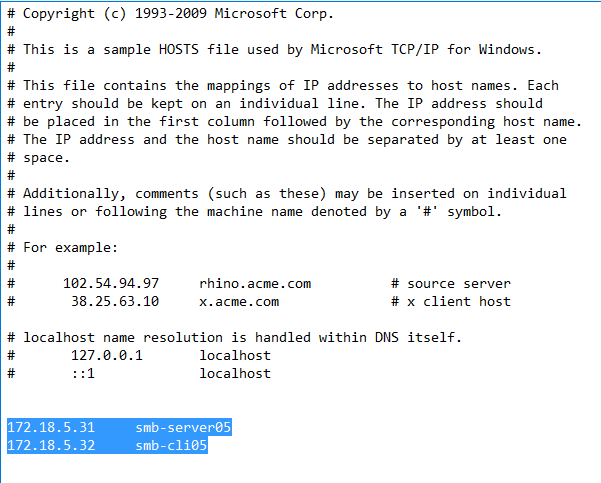 # Copyright (c) 1993-2009 Microsoft Corp.
#
# This is a sample HOSTS file used by Microsoft TCP/IP for Windows.
#
# This file contains the mappings of IP addresses to host names. Each
# entry should be kept on an individual line. The IP address should
# be placed in the first column followed by the corresponding host name.
# The IP address and the host name should be separated by at least one
# space.
#
# Additionally, comments (such as these) may be inserted on individual
# lines or following the machine name denoted by a '#' symbol.
#
# For example:
#
#      102.54.94.97     rhino.acme.com          # source server
#       38.25.63.10     x.acme.com              # x client host

# localhost name resolution is handled within DNS itself.
#       127.0.0.1       localhost
#       ::1             localhost


172.18.5.31     smb-server05
172.18.5.32     smb-cli05